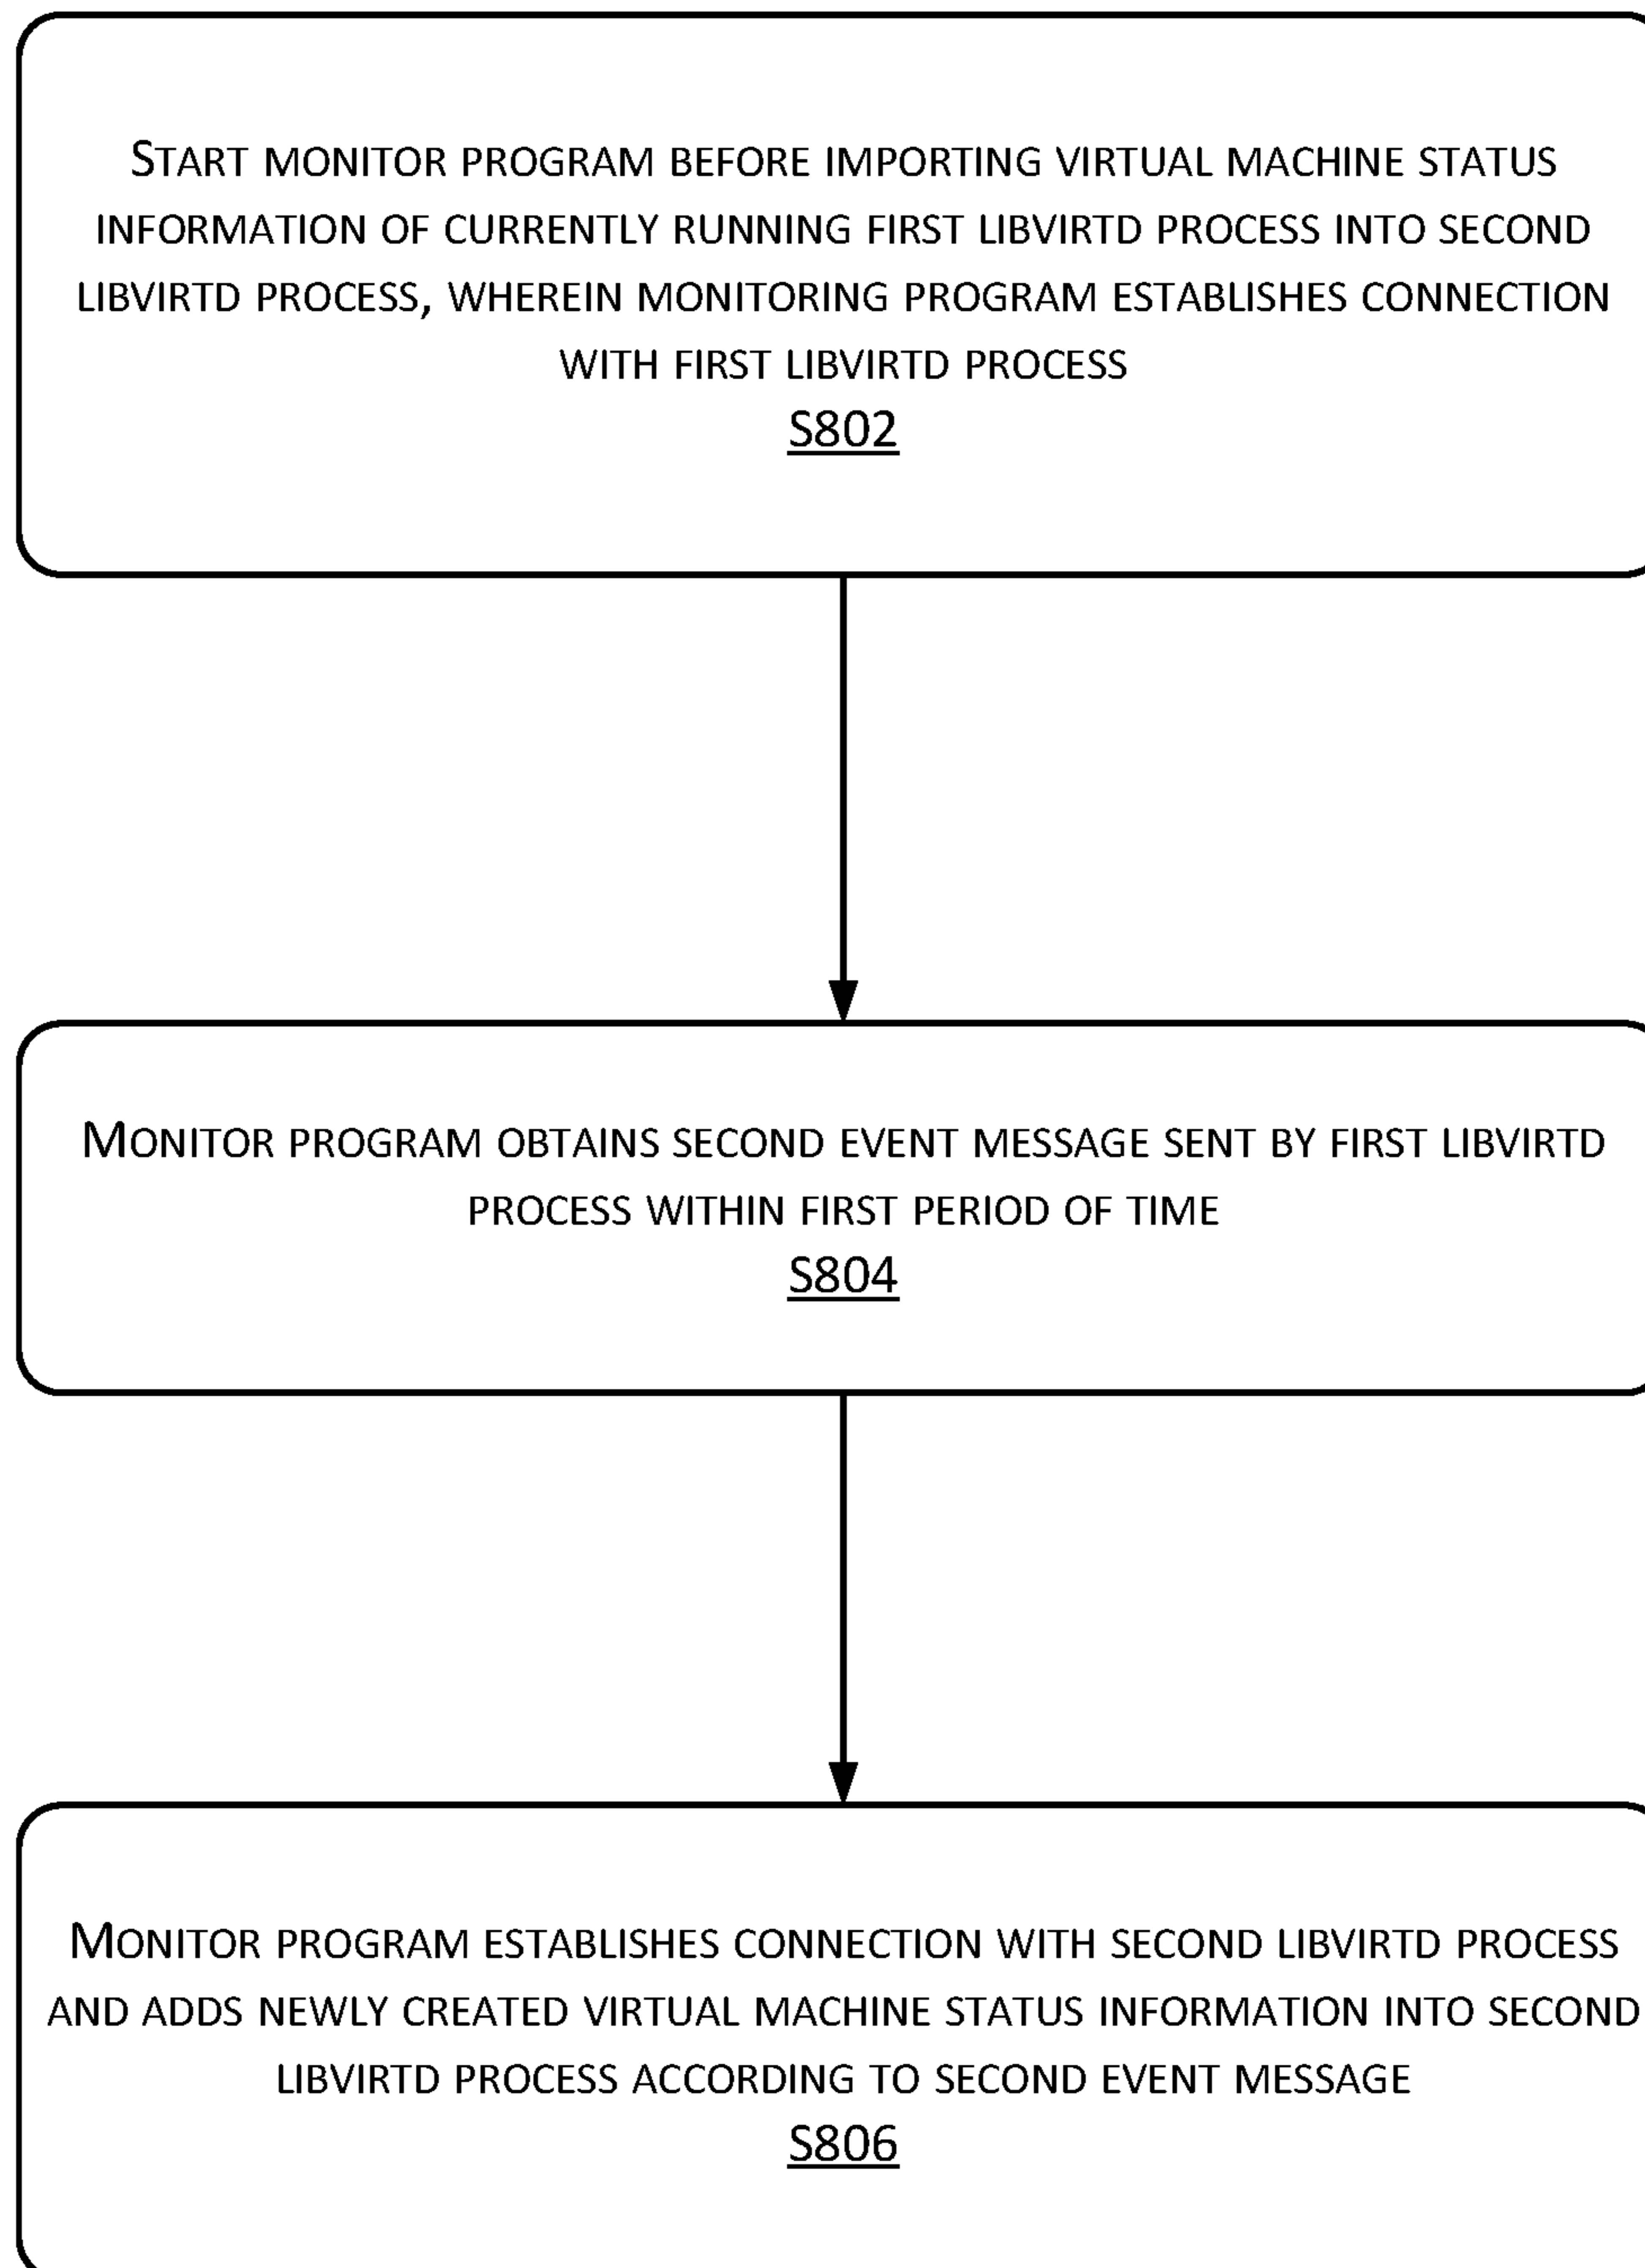 START MONITOR PROGRAM BEFORE IMPORTING VIRTUAL MACHINE STATUS
INFORMATION OF CURRENTLY RUNNING FIRST LIBVIRTD PROCESS INTO SECOND
LIBVIRTD PROCESS, WHEREIN MONITORING PROGRAM ESTABLISHES CONNECTION
WITH FIRST LIBVIRTD PROCESS
S802
MONITOR PROGRAM OBTAINS SECOND EVENT MESSAGE SENT BY FIRST LIBVIRTD
PROCESS WITHIN FIRST PERIOD OF TIME
S804
MONITOR PROGRAM ESTABLISHES CONNECTION WITH SECOND LIBVIRTD PROCESS
AND ADDS NEWLY CREATED VIRTUAL MACHINE STATUS INFORMATION INTO SECOND
LIBVIRTD PROCESS ACCORDING TO SECOND EVENT MESSAGE
S806